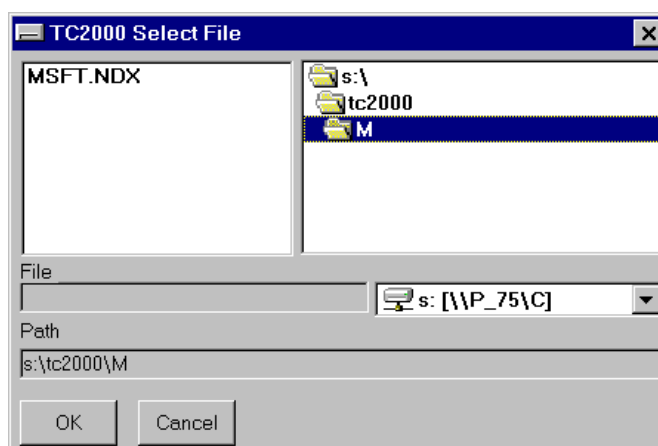 TC2000 Select File
MSFT.NDX
s:\
tc2000
M
File
s: [\\P_75\C]
Path
s:\tc2000\M
OK
Cancel